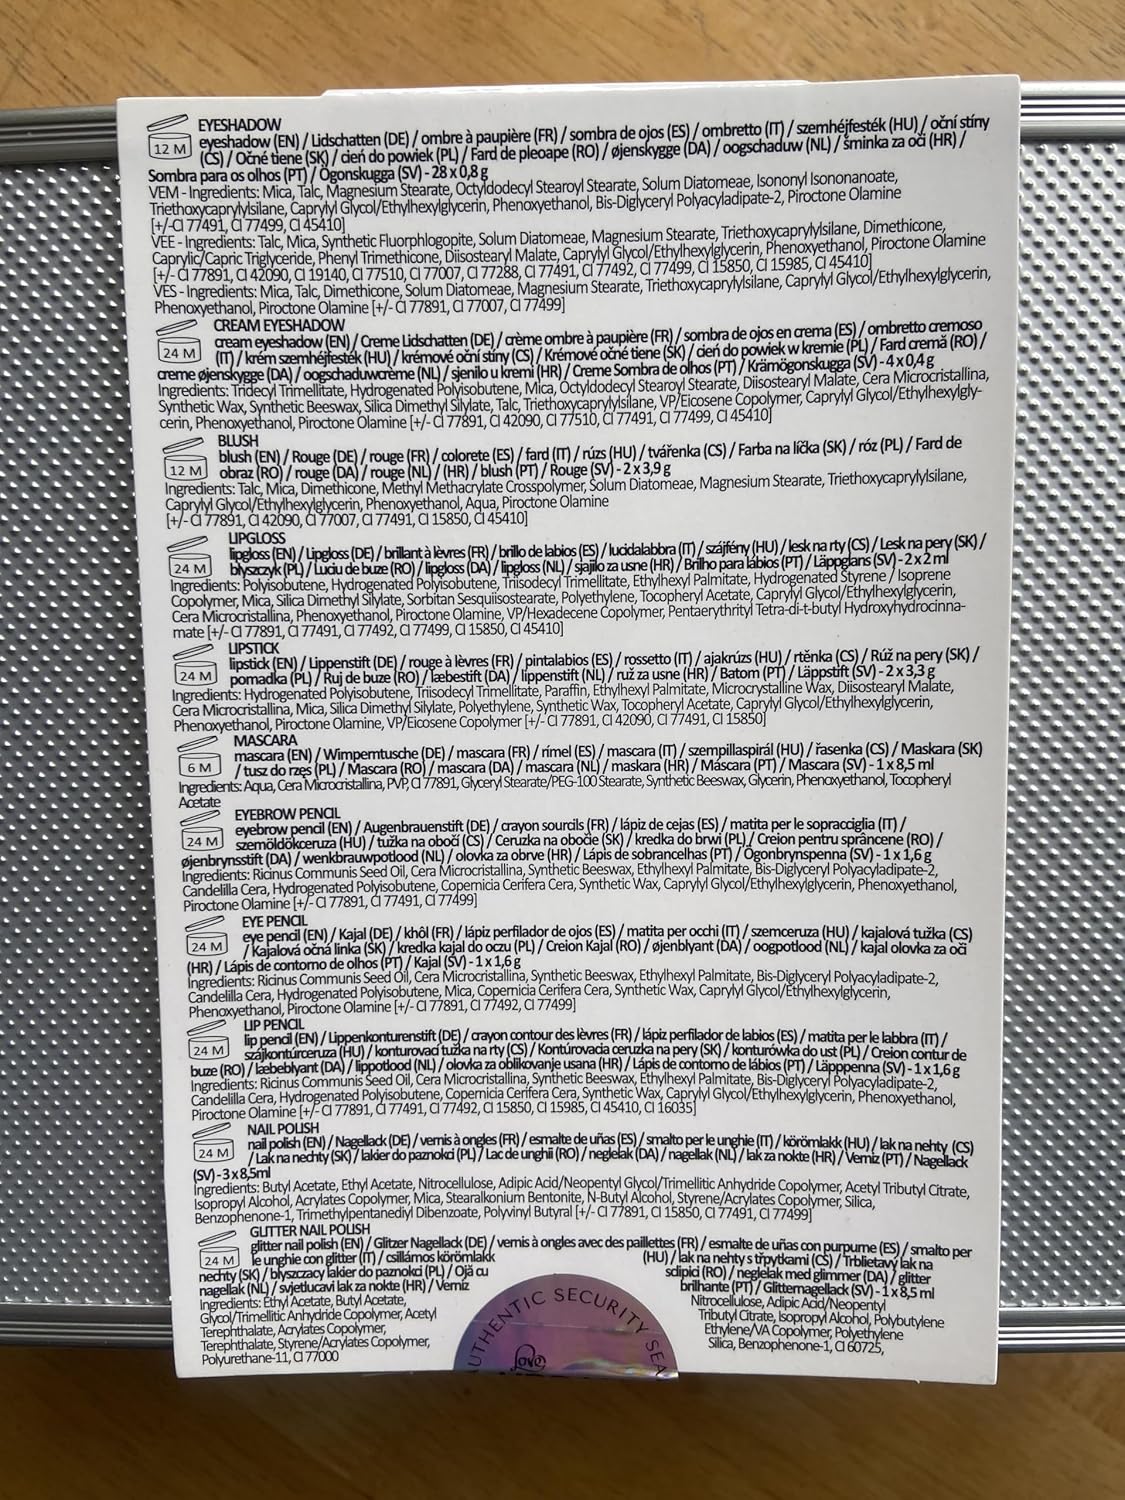 EYESHADOW
12 M
eyeshadow (EN) / Lidschatten (DE) / ombre à paupière (FR) / sombra de ojos (ES) / ombretto (IT) / szemhéjfesték (HU) / oční stíny
(CS) / Očné tiene (SK) / cień do powiek (PL) / Fard de pleoape (RO) / øjenskygge (DA) / oogschaduw (NL) / šminka za oči (HR) /
Sombra para os olhos (PT) / Ögonskugga (SV) - 28 x 0,8 g
VEM - Ingredients: Mica, Talc, Magnesium Stearate, Octyldodecyl Stearoyl Stearate, Solum Diatomeae, Isononyl Isononanoate,
Triethoxycaprylylsilane, Caprylyl Glycol/Ethylhexylglycerin, Phenoxyethanol, Bis-Diglyceryl Polyacyladipate-2, Piroctone Olamine
[+/-CI 77491, CI 77499, CI 45410]
VEE - Ingredients: Talc, Mica, Synthetic Fluorphlogopite, Solum Diatomeae, Magnesium Stearate, Triethoxycaprylylsilane, Dimethicone,
Caprylic/Capric Triglyceride, Phenyl Trimethicone, Diisostearyl Malate, Caprylyl Glycol/Ethylhexylglycerin, Phenoxyethanol, Piroctone Olamine
[+/- CI 77891, CI 42090, CI 19140, CI 77510, CI 77007, CI 77288, CI 77491, CI 77492, CI 77499, CI 15850, CI 15985, CI 45410]
VES - Ingredients: Mica, Talc, Dimethicone, Solum Diatomeae, Magnesium Stearate, Triethoxycaprylylsilane, Caprylyl Glycol/Ethylhexylglycerin,
Phenoxyethanol, Piroctone Olamine [+/- CI 77891, CI 77007, CI 77499]
CREAM EYESHADOW
24 M
cream eyeshadow (EN) / Creme Lidschatten (DE) / crème ombre à paupière (FR) / sombra de ojos en crema (ES) / ombretto cremoso
(IT) / krém szemhéjfesték (HU) / krémové oční stíny (CS) / Krémové očné tiene (SK) / cień do powiek w kremie (PL) / Fard cremă (RO) /
creme øjenskygge (DA) / oogschaduwcrème (NL) / sjenilo u kremi (HR) / Creme Sombra de olhos (PT) / Krämögonskugga (SV) - 4 x 0,4 g
Ingredients: Tridecyl Trimellitate, Hydrogenated Polyisobutene, Mica, Octyldodecyl Stearoyl Stearate, Diisostearyl Malate, Cera Microcristallina,
Synthetic Wax, Synthetic Beeswax, Silica Dimethyl Silylate, Talc, Triethoxycaprylylsilane, VP/Eicosene Copolymer, Caprylyl Glycol/Ethylhexylgly-
cerin, Phenoxyethanol, Piroctone Olamine [+/- CI 77891, CI 42090, CI 77510, CI 77491, CI 77499, CI 45410]
BLUSH
12 M
blush (EN) / Rouge (DE) / rouge (FR) / colorete (ES) / fard (IT) / rúzs (HU) / tvářenka (CS) / Farba na líčka (SK) / róz (PL) / Fard de
obraz (RO) / rouge (DA) / rouge (NL) / (HR) / blush (PT) / Rouge (SV) - 2 x 3,9 g
Ingredients: Talc, Mica, Dimethicone, Methyl Methacrylate Crosspolymer, Solum Diatomeae, Magnesium Stearate, Triethoxycaprylylsilane,
Caprylyl Glycol/Ethylhexylglycerin, Phenoxyethanol, Aqua, Piroctone Olamine
[+/- CI 77891, CI 42090, CI 77007, CI 77491, CI 15850, CI 45410]
LIPGLOSS
24 M
lipgloss (EN) / Lipgloss (DE) / brillant à lèvres (FR) / brillo de labios (ES) / lucidalabbra (IT) / szájfény (HU) / lesk na rty (CS) / Lesk na pery (SK) /
błyszczyk (PL) / Luciu de buze (RO) / lipgloss (DA) / lipgloss (NL) / sjajilo za usne (HR) / Brilho para lábios (PT) / Läppglans (SV) - 2 x 2 ml
Ingredients: Polyisobutene, Hydrogenated Polyisobutene, Triisodecyl Trimellitate, Ethylhexyl Palmitate, Hydrogenated Styrene / Isoprene
Copolymer, Mica, Silica Dimethyl Silylate, Sorbitan Sesquiisostearate, Polyethylene, Tocopheryl Acetate, Caprylyl Glycol/Ethylhexylglycerin,
Cera Microcristallina, Phenoxyethanol, Piroctone Olamine, VP/Hexadecene Copolymer, Pentaerythrityl Tetra-di-t-butyl Hydroxyhydrocinna-
mate [+/- CI 77891, CI 77491, CI 77492, CI 77499, CI 15850, CI 45410]
LIPSTICK
24 M
lipstick (EN) / Lippenstift (DE) / rouge à lèvres (FR) / pintalabios (ES) / rossetto (IT) / ajakrúzs (HU) / rtěnka (CS) / Rúž na pery (SK) /
pomadka (PL) / Ruj de buze (RO) / læbestift (DA) / lippenstift (NL) / ruž za usne (HR) / Batom (PT) / Läppstift (SV) - 2 x 3,3 g
Ingredients: Hydrogenated Polyisobutene, Triisodecyl Trimellitate, Paraffin, Ethylhexyl Palmitate, Microcrystalline Wax, Diisostearyl Malate,
Cera Microcristallina, Mica, Silica Dimethyl Silylate, Polyethylene, Synthetic Wax, Tocopheryl Acetate, Caprylyl Glycol/Ethylhexylglycerin,
Phenoxyethanol, Piroctone Olamine, VP/Eicosene Copolymer [+/- CI 77891, CI 42090, CI 77491, CI 15850]
MASCARA
6 M
mascara (EN) / Wimperntusche (DE) / mascara (FR) / rímel (ES) / mascara (IT) / szempillaspirál (HU) / řasenka (CS) / Maskara (SK)
/ tusz do rzęs (PL) / Mascara (RO) / mascara (DA) / mascara (NL) / maskara (HR) / Máscara (PT) / Mascara (SV) - 1 x 8,5 ml
Ingredients: Aqua, Cera Microcristallina, PVP, CI 77891, Glyceryl Stearate/PEG-100 Stearate, Synthetic Beeswax, Glycerin, Phenoxyethanol, Tocopheryl
Acetate
EYEBROW PENCIL
24 M
eyebrow pencil (EN) / Augenbrauenstift (DE) / crayon sourcils (FR) / lápiz de cejas (ES) / matita per le sopracciglia (IT) /
szemöldökceruza (HU) / tužka na obočí (CS) / Ceruzka na obočie (SK) / kredka do brwi (PL) / Creion pentru sprâncene (RO) /
øjenbrynsstift (DA) / wenkbrauwpotlood (NL) / olovka za obrve (HR) / Lápis de sobrancelhas (PT) / Ögonbrynspenna (SV) - 1 x 1,6 g
Ingredients: Ricinus Communis Seed Oil, Cera Microcristallina, Synthetic Beeswax, Ethylhexyl Palmitate, Bis-Diglyceryl Polyacyladipate-2,
Candelilla Cera, Hydrogenated Polyisobutene, Copernicia Cerifera Cera, Synthetic Wax, Caprylyl Glycol/Ethylhexylglycerin, Phenoxyethanol,
Piroctone Olamine [+/- CI 77891, CI 77491, CI 77499]
EYE PENCIL
24 M
eye pencil (EN) / Kajal (DE) / khôl (FR) / lápiz perfilador de ojos (ES) / matita per occhi (IT) / szemceruza (HU) / kajalová tužka (CS)
/ Kajalová očná linka (SK) / kredka kajal do oczu (PL) / Creion Kajal (RO) / øjenblyant (DA) / oogpotlood (NL) / kajal olovka za oči
(HR) / Lápis de contorno de olhos (PT) / Kajal (SV) - 1 x 1,6 g
Ingredients: Ricinus Communis Seed Oil, Cera Microcristallina, Synthetic Beeswax, Ethylhexyl Palmitate, Bis-Diglyceryl Polyacyladipate-2,
Candelilla Cera, Hydrogenated Polyisobutene, Mica, Copernicia Cerifera Cera, Synthetic Wax, Caprylyl Glycol/Ethylhexylglycerin,
Phenoxyethanol, Piroctone Olamine [+/- CI 77891, CI 77492, CI 77499]
LIP PENCIL
24 M
lip pencil (EN) / Lippenkonturenstift (DE) / crayon contour des lèvres (FR) / lápiz perfilador de labios (ES) / matita per le labbra (IT) /
szájkontúrceruza (HU) / konturovací tužka na rty (CS) / Kontúrovacia ceruzka na pery (SK) / konturówka do ust (PL) / Creion contur de
buze (RO) / læbeblyant (DA) / lippotlood (NL) / olovka za oblikovanje usana (HR) / Lápis de contorno de lábios (PT) / Läpppenna (SV) - 1 x 1,6 g
Ingredients: Ricinus Communis Seed Oil, Cera Microcristallina, Synthetic Beeswax, Ethylhexyl Palmitate, Bis-Diglyceryl Polyacyladipate-2,
Candelilla Cera, Hydrogenated Polyisobutene, Copernicia Cerifera Cera, Synthetic Wax, Caprylyl Glycol/Ethylhexylglycerin, Phenoxyethanol,
Piroctone Olamine [+/- CI 77891, CI 77491, CI 77492, CI 15850, CI 15985, CI 45410, CI 16035]
NAIL POLISH
24 M
nail polish (EN) / Nagellack (DE) / vernis à ongles (FR) / esmalte de uñas (ES) / smalto per le unghie (IT) / körömlakk (HU) / lak na nehty (CS)
/ Lak na nechty (SK) / lakier do paznokci (PL) / Lac de unghii (RO) / neglelak (DA) / nagellak (NL) / lak za nokte (HR) / Verniz (PT) / Nagellack
(SV) - 3 x 8,5ml
Ingredients: Butyl Acetate, Ethyl Acetate, Nitrocellulose, Adipic Acid/Neopentyl Glycol/Trimellitic Anhydride Copolymer, Acetyl Tributyl Citrate,
Isopropyl Alcohol, Acrylates Copolymer, Mica, Stearalkonium Bentonite, N-Butyl Alcohol, Styrene/Acrylates Copolymer, Silica,
Benzophenone-1, Trimethylpentanediyl Dibenzoate, Polyvinyl Butyral [+/- CI 77891, CI 15850, CI 77491, CI 77499]
GLITTER NAIL POLISH
24 M
glitter nail polish (EN) / Glitzer Nagellack (DE) / vernis à ongles avec des paillettes (FR) / esmalte de uñas con purpurne (ES) / smalto per
le unghie con glitter (IT) / csillámos körömlakk (HU) / lak na nehty s třpytkami (CS) / Trblietavý lak na
nechty (SK) / błyszczacy lakier do paznokci (PL) / Ojă cu sclipici (RO) / neglelak med glimmer (DA) / glitter
nagellak (NL) / svjetlucavi lak za nokte (HR) / Verniz brilhante (PT) / Glitternagellack (SV) - 1 x 8,5 ml
Ingredients: Ethyl Acetate, Butyl Acetate, Nitrocellulose, Adipic Acid/Neopentyl
Glycol/Trimellitic Anhydride Copolymer, Acetyl Tributyl Citrate, Isopropyl Alcohol, Polybutylene
Terephthalate, Acrylates Copolymer, Ethylene/VA Copolymer, Polyethylene
Terephthalate, Styrene/Acrylates Copolymer, Silica, Benzophenone-1, CI 60725,
Polyurethane-11, CI 77000
AUTHENTIC SECURITY SEA
love